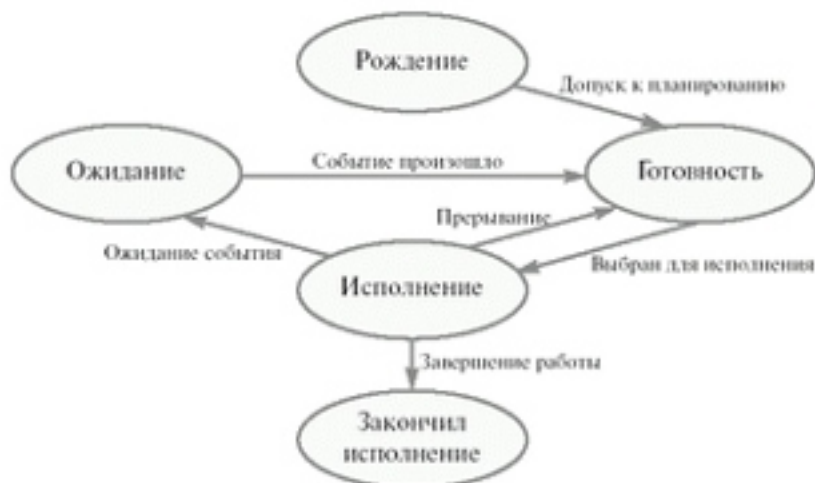 Рождение
Допуск к планированию
Ожидание
Событие произошло
Готовность
Прерывание
Ожидание события
Исполнение
Выбран для исполнения
Завершение работы
Закончил
исполнение